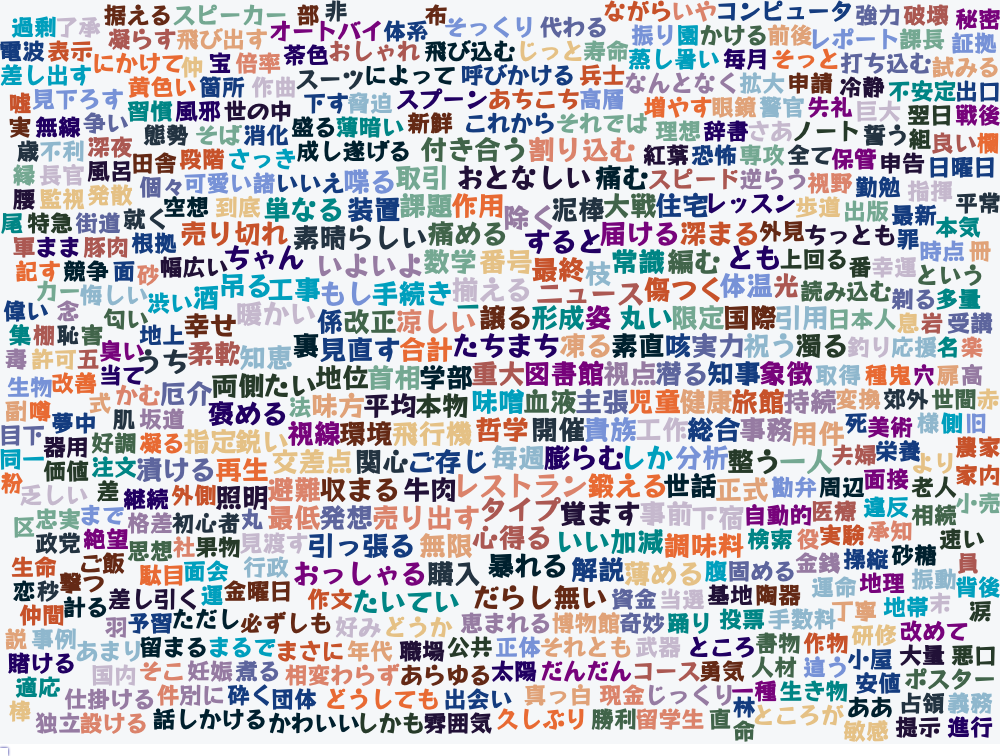 過剰 了承 据える スピーカー 部 非 布 そっくり 代わる ながらい や コンピュータ 強力 破壊 秘密
電波 表示 凝らす 飛び出す オートバイ 体系 振り 園 かける 前後 レポート 課長 証拠
にかけて 仲 宝 倍率 茶色 おしゃれ 飛び込む じっと 寿命 蒸し暑い 毎月 そっと 打ち込む 試みる
差し出す 黄色い 箇所 作曲 スーツ によって 呼びかける 兵士 なんとなく 拡大 申請 冷静 不安定 出口
嘘 見下ろす 習慣 風邪 世の中 下す 脅迫 スプーン あちこち 高層 増やす 眼鏡 警官 失礼 巨大 翌日 戦後
実 無線 争い 態勢 そば 消化 盛る 薄暗い 新鮮 これから それでは 理想 辞書 さあ ノート 誓う 組 良い 欄
歳 不利 深夜 風呂 田舎 段階 さっき 成し遂げる 付き合う 割り込む 紅葉 恐怖 専攻 全て 保管 申告 日曜日
縁 長官 個々 可愛い 諸 いいえ 喋る 取引 おとなしい 痛む スピード 逆らう 視野 勤勉 指揮
腰 監視 発散 空想 到底 単なる 装置 課題 作用 除く 泥棒 大戦 住宅 レッスン 歩道 出版 最新 平常
尾 特急 街道 就く 売り切れ 素晴らしい 痛める すると 届ける 深まる 外見 ちっとも 罪 本気
軍 まま 豚肉 根拠 ちゃん いよいよ 数学 番号 最終 枝 常識 編む とも 上回る 番 幸運 時点 冊
記す 競争 面 砂 幅広い 吊る 工事 もし 手続き 揃える ニュース 傷つく 体温 光 読み込む 剃る 多量 という
カー 悔しい 渋い 酒 暖かい 係 改正 涼しい 譲る 形成 姿 丸い 限定 国際 引用 日本人 息 岩 受講
偉い 念 匂い 地上 幸せ 裏 見直す 合計 たちまち 凍る 素直 咳 実力 祝う 濁る 釣り 応援 名 楽
集 棚 恥 害 臭い うち 柔軟 知恵 両側 たい 地位 首相 学部 重大 図書館 視点 潜る 知事 象徴 取得 種 鬼 穴 扉 高
毒 許可 五 当て かむ 厄介 褒める 法 味方 平均 本物 味噌 血液 主張 児童 健康 旅館 持続 変換 郊外 世間 赤
生物 改善 式 肌 坂道 視線 環境 飛行機 哲学 開催 貴族 工作 総合 事務 用件 死 美術 様 側 旧
副 噂 夢中 好調 凝る 指定 鋭い 交差点 関心 ご存じ 毎週 膨らむ しか 分析 整う 一人 夫婦 栄養 より 農家
目下 器用 価値 注文 漬ける 再生 避難 収まる 牛肉 レストラン 鍛える 世話 正式 勘弁 周辺 面接 老人 家内
同一 粉 乏しい 差 継続 外側 照明 最低 発想 売り出す タイプ 覚ます 事前 下宿 自動的 医療 違反 相続 小売
区 忠実 まで 格差 初心者 丸 引っ張る 無限 心得る いい加減 調味料 検索 役 実験 承知 速い
政党 絶望 思想 社 果物 見渡す おっしゃる 購入 暴れる 解説 薄める 腹 固める 金銭 操縦 砂糖 員
生命 ご飯 駄目 面会 行政 作文 たいてい だらし無い 資金 当選 基地 陶器 運命 地理 振動 背後
恋 秒 撃つ 差し引く 運 金曜日 好み どうか 恵まれる 博物館 奇妙 踊り 投票 手数料 丁寧 地帯 末 涙
仲間 計る 羽 予習 ただし 必ずしも 年代 職場 公共 正体 それとも 武器 ところ 書物 作物 研修 改めて
説 事例 あまり 留まる まるで まさに 相変わらず あらゆる 太陽 だんだん コース 勇気 人材 違う 小屋 大量 悪口
賭ける 国内 そこ 妊娠 煮る どうしても 出会い 真っ白 現金 じっくり 一種 生き物 安値 ポスター
適応 仕掛ける 件 別に 砕く 団体 久しぶり 勝利 留学生 直 林 ところが ああ 占領 義務
棒 独立 設ける 話しかける かわいい しかも 雰囲気 命 敏感 提示 進行